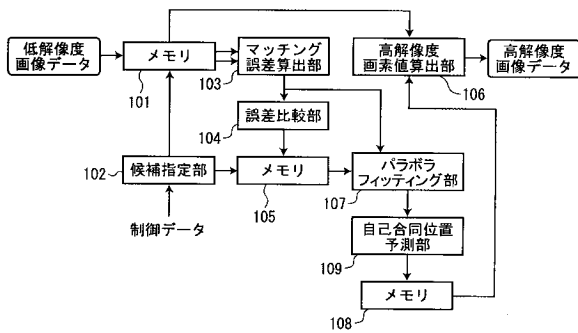 低解像度
画像データ
メモリ
101
マッチング
誤差算出部
103
高解像度
画素値算出部
106
高解像度
画像データ
誤差比較部
104
102
候補指定部
メモリ
105
パラボラ
フィッティング部
107
制御データ
自己合同位置
予測部
109
メモリ
108